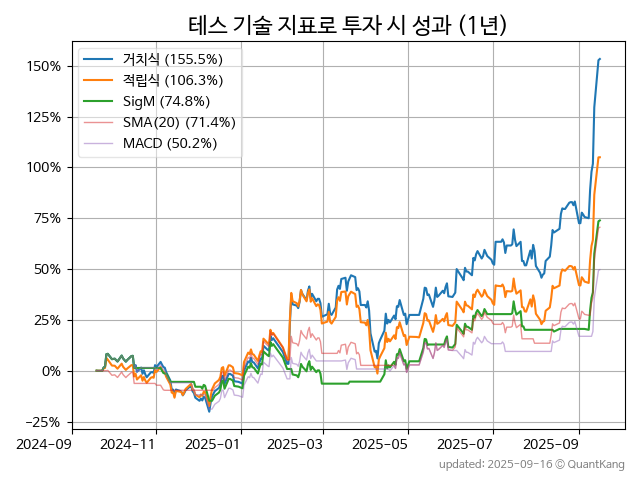 테스 기술 지표로 투자 시 성과 (1년)
거치식 (155.5%)
적립식 (106.3%)
SigM (74.8%)
SMA(20) (71.4%)
MACD (50.2%)
150%
125%
100%
75%
50%
25%
0%
−25%
2024-09 2024-11 2025-01 2025-03 2025-05 2025-07 2025-09
updated: 2025-09-16 © QuantKang